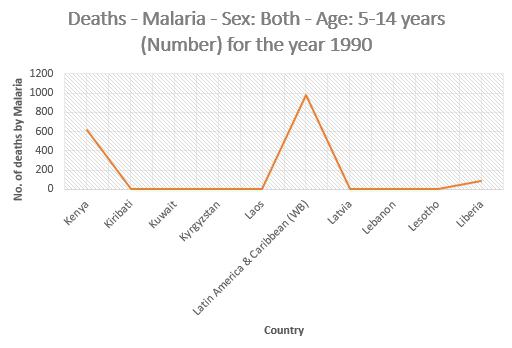 Deaths - Malaria - Sex: Both - Age: 5-14 years
(Number) for the year 1990
No. of deaths by Malaria
1200
1000
800
600
400
200
0
Kenya
Kiribati
Kuwait
Kyrgyzstan
Laos
Latin America & Caribbean (WB)
Latvia
Lebanon
Lesotho
Liberia
Country